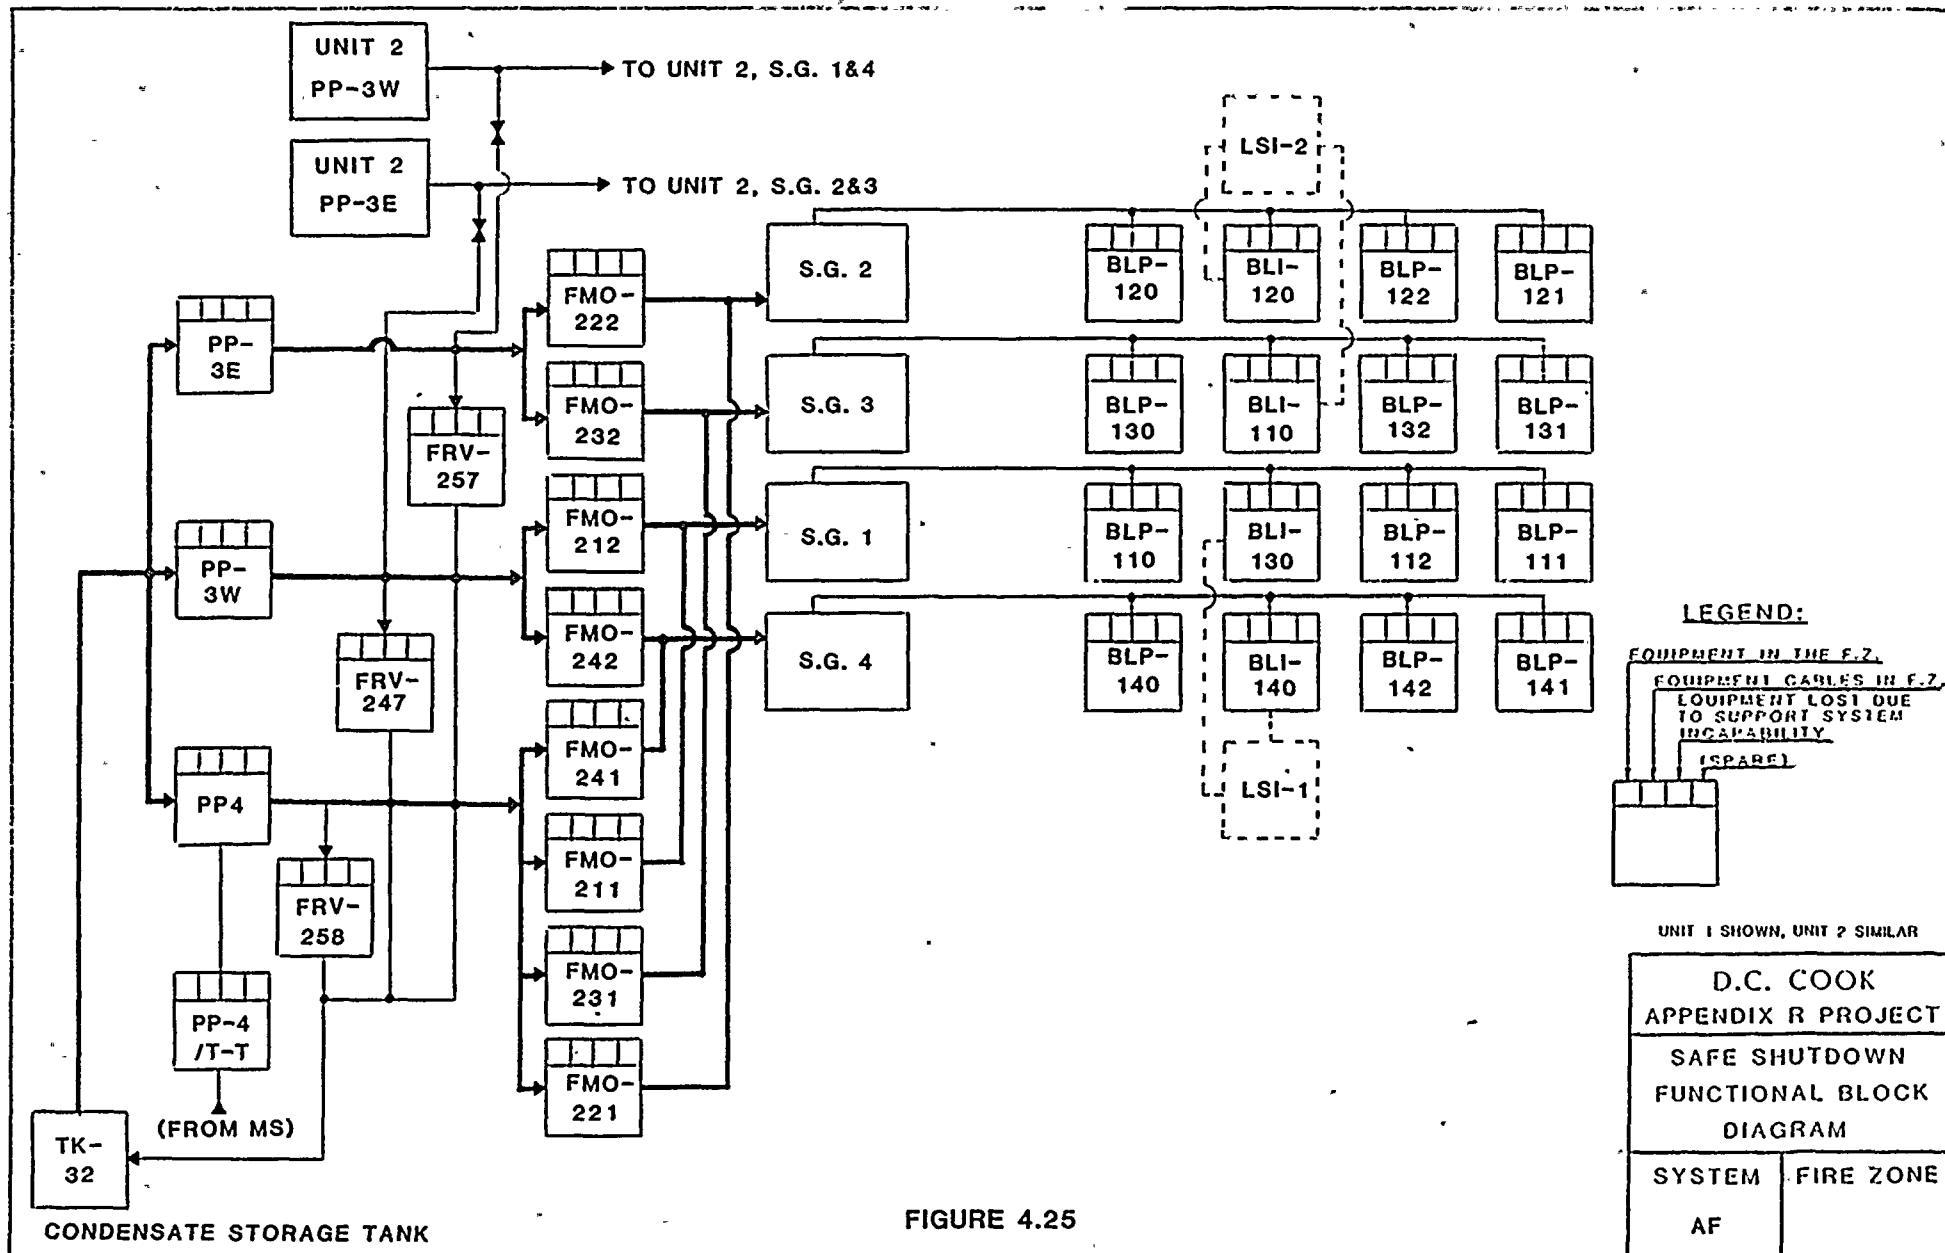 UNIT 2
PP-3W
TO UNIT 2, S.G. 1&4
UNIT 2
PP-3E
TO UNIT 2, S.G. 2&3
LSI-2
PP-
3E
PP-
3W
PP4
PP-4
/T-T
(FROM MS)
TK-
32
CONDENSATE STORAGE TANK
FRV-
257
FRV-
247
FRV-
258
FMO-
222
FMO-
232
FMO-
212
FMO-
242
FMO-
241
FMO-
211
FMO-
231
FMO-
221
S.G. 2
BLP-
120
BLI-
120
BLP-
122
BLP-
121
S.G. 3
BLP-
130
BLI-
110
BLP-
132
BLP-
131
S.G. 1
BLP-
110
BLI-
130
BLP-
112
BLP-
111
S.G. 4
BLP-
140
BLI-
140
BLP-
142
BLP-
141
LSI-1
LEGEND:
EQUIPMENT IN THE F.Z.
EQUIPMENT CABLES IN F.Z.
EQUIPMENT LOST DUE
TO SUPPORT SYSTEM
INCAPABILITY
(SPARE)
UNIT 1 SHOWN, UNIT 2 SIMILAR
D.C. COOK
APPENDIX R PROJECT
SAFE SHUTDOWN
FUNCTIONAL BLOCK
DIAGRAM
SYSTEM
AF
FIRE ZONE
FIGURE 4.25